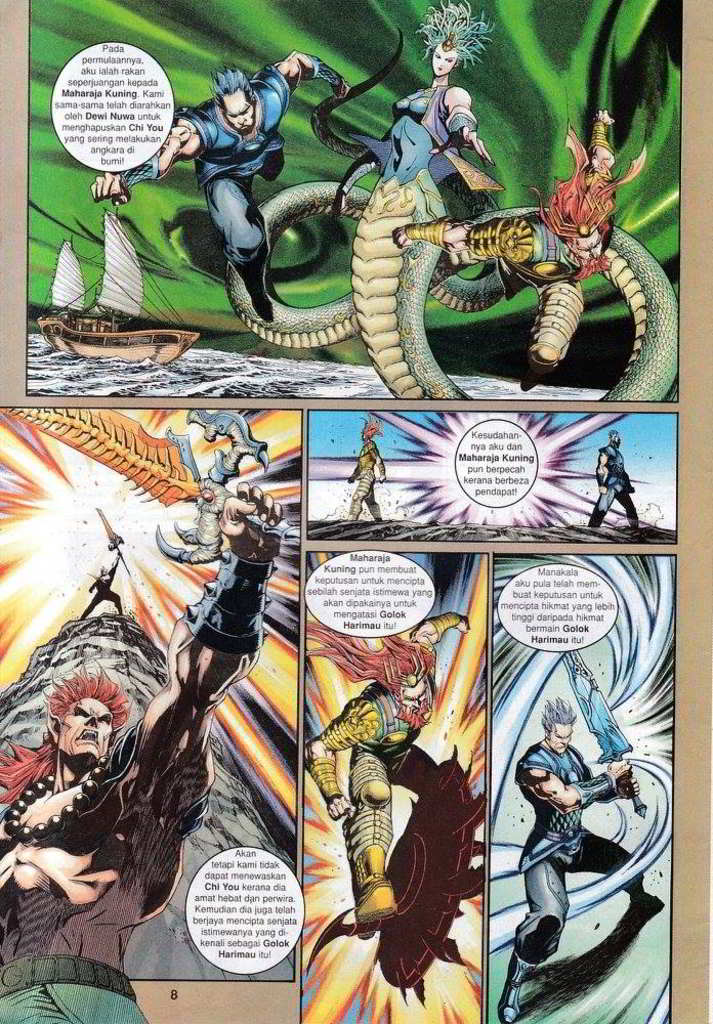 Pada
permulaannya,
aku ialah rakan
seperjuangan kepada
Maharaja Kuning. Kami
sama-sama telah diarahkan
oleh Dewi Nuwa untuk
menghapuskan Chi You
yang sering melakukan
angkara di
bumi!
Kesudahan-
nya aku dan
Maharaja Kuning
pun berpecah
kerana berbeza
pendapat!
Akan
tetapi kami tidak
dapat menewaskan
Chi You kerana dia
amat hebat dan perwira.
Kemudian dia juga telah
berjaya mencipta senjata
istimewanya yang di-
kenali sebagai Golok
Harimau itu!
Maharaja
Kuning pun membuat
keputusan untuk mencipta
sebilah senjata istimewa yang
akan dipakainya untuk
mengatasi Golok
Harimau itu!
Manakala
aku pula telah mem-
buat keputusan untuk
mencipta hikmat yang lebih
tinggi daripada hikmat
bermain Golok
Harimau itu!
8